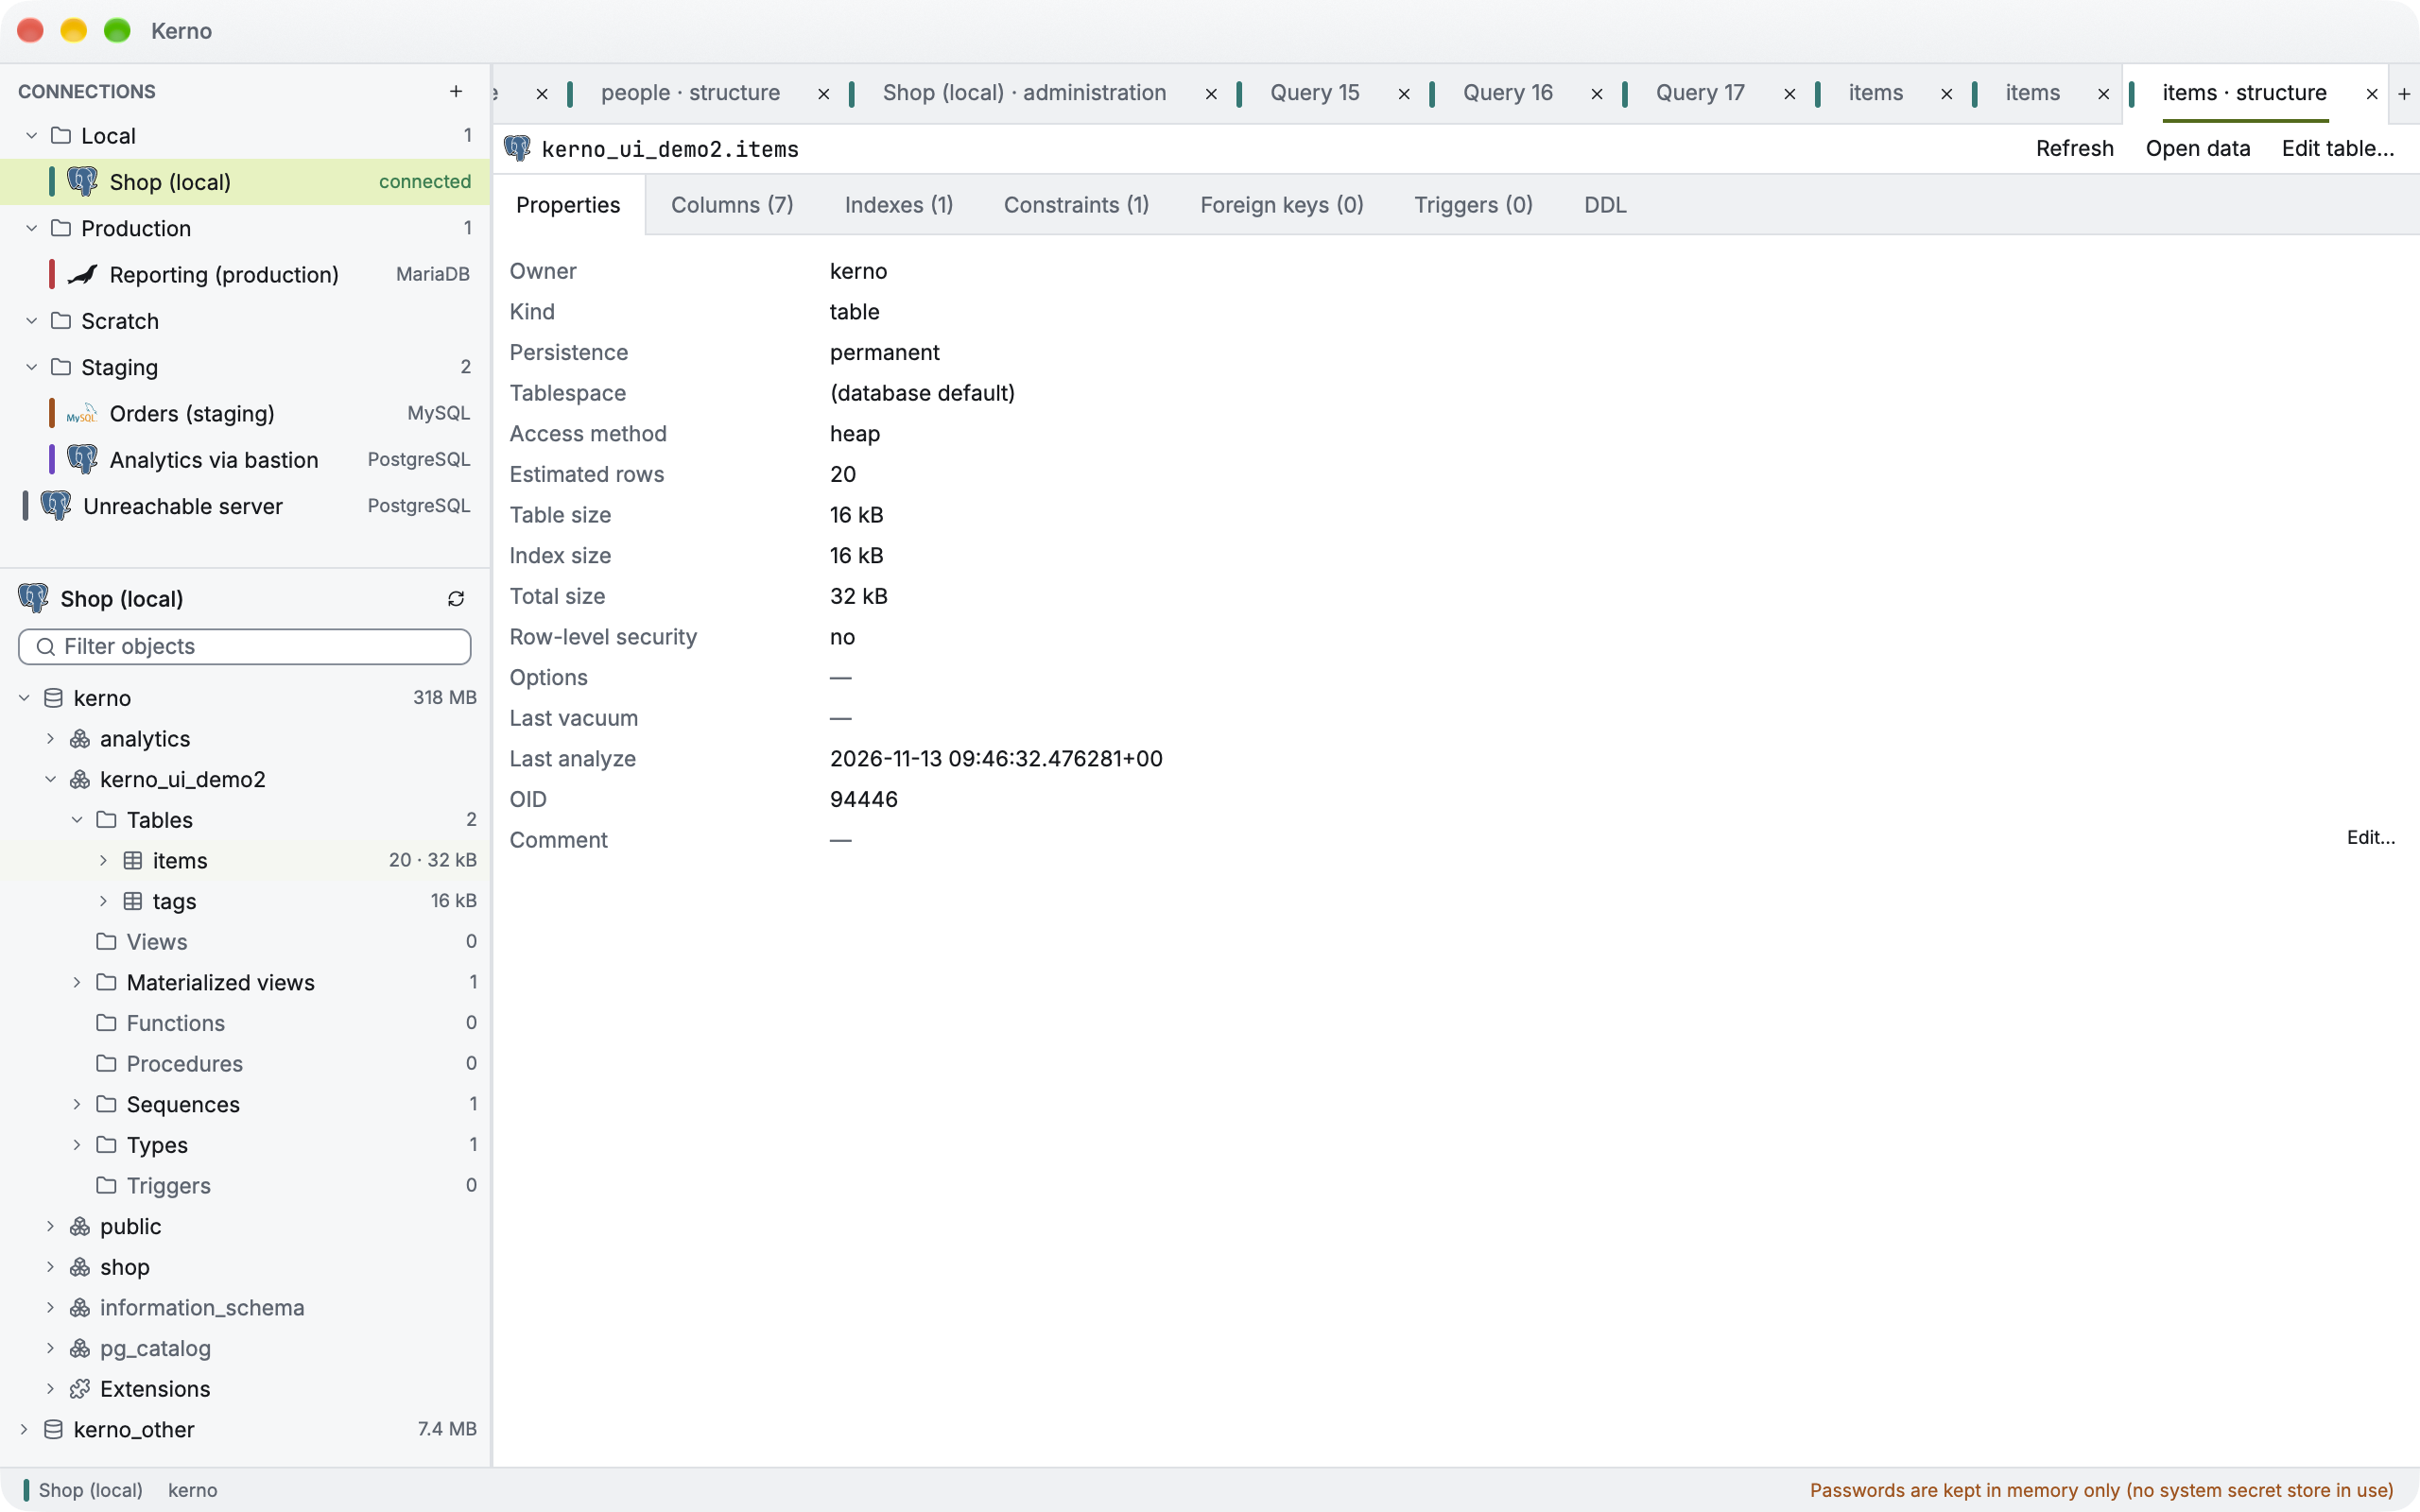 Kerno
CONNECTIONS
Local 1
Shop (local) connected
Production 1
Reporting (production) MariaDB
Scratch
Staging 2
MySQL Orders (staging) MySQL
Analytics via bastion PostgreSQL
Unreachable server PostgreSQL
Shop (local)
Filter objects
kerno 318 MB
analytics
kerno_ui_demo2
Tables 2
items 20 · 32 kB
tags 16 kB
Views 0
Materialized views 1
Functions 0
Procedures 0
Sequences 1
Types 1
Triggers 0
public
shop
information_schema
pg_catalog
Extensions
kerno_other 7.4 MB
people · structure Shop (local) · administration Query 15 Query 16 Query 17 items items items · structure
kerno_ui_demo2.items Refresh Open data Edit table...
Properties Columns (7) Indexes (1) Constraints (1) Foreign keys (0) Triggers (0) DDL
Owner kerno
Kind table
Persistence permanent
Tablespace (database default)
Access method heap
Estimated rows 20
Table size 16 kB
Index size 16 kB
Total size 32 kB
Row-level security no
Options —
Last vacuum —
Last analyze 2026-11-13 09:46:32.476281+00
OID 94446
Comment — Edit...
Shop (local) kerno Passwords are kept in memory only (no system secret store in use)